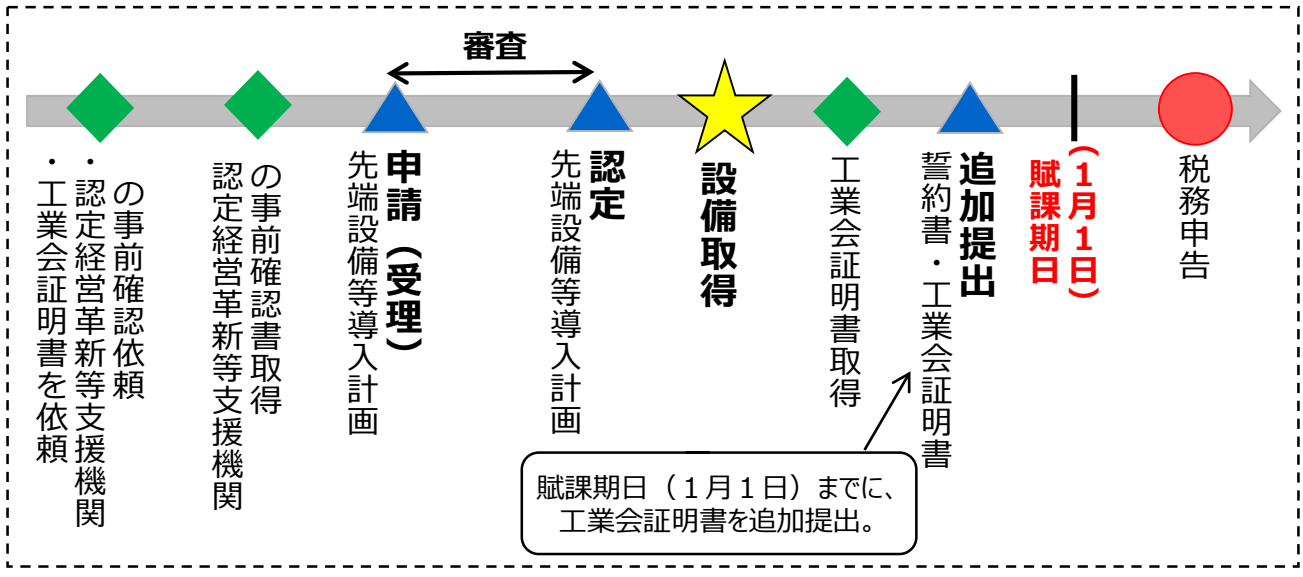 審査
・工業会証明書を依頼
・認定経営革新等支援機関
の事前確認依頼
認定経営革新等支援機関
の事前確認書取得
先端設備等導入計画
申請（受理）
先端設備等導入計画
認定
設備取得
工業会証明書取得
誓約書・工業会証明書
追加提出
賦課期日
（１月１日）
税務申告
賦課期日（１月１日）までに、
工業会証明書を追加提出。